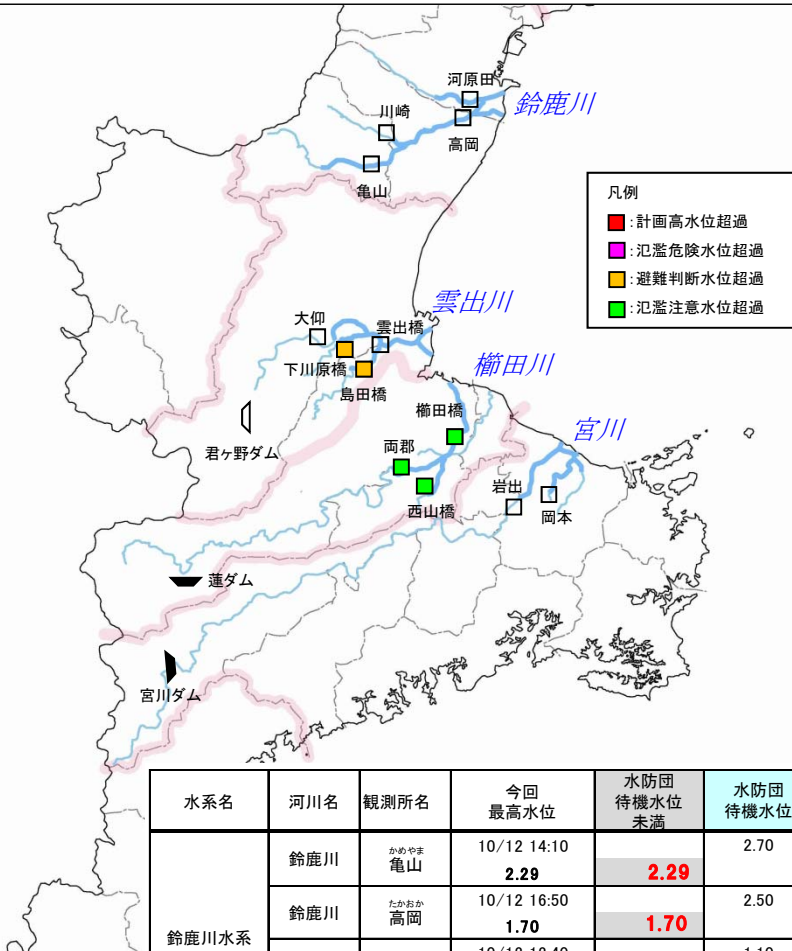 河原田
鈴鹿川
川崎
高岡
亀山
凡例
:計画高水位超過
:氾濫危険水位超過
:避難判断水位超過
:氾濫注意水位超過
雲出川
大仰
雲出橋
下川原橋
島田橋
櫛田川
櫛田橋
君ヶ野ダム
両郡
宮川
西山橋
岩出
岡本
蓮ダム
宮川ダム
水系名 河川名 観測所名 今回 最高水位 水防団 待機水位 未満 水防団 待機水位
鈴鹿川水系
鈴鹿川 かめやま 亀山 10/12 14:10 2.29 2.29 2.70
鈴鹿川 たかおか 高岡 10/12 16:50 1.70 1.70 2.50